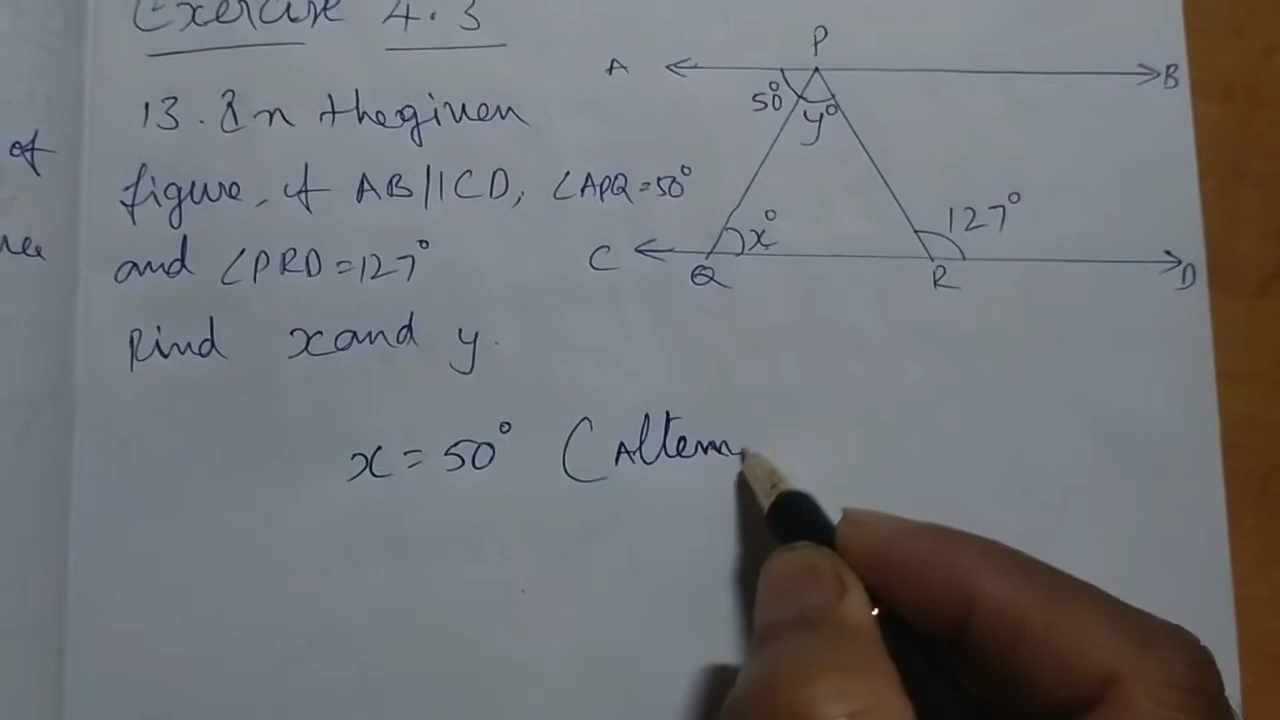 Exercise 4.3
13. In the given
figure, if AB//CD, ∠APQ=50°
and ∠PRD=127°
Find x and y.
of
A P B
50° y°
127°
x°
C Q R D
x = 50° (Altern